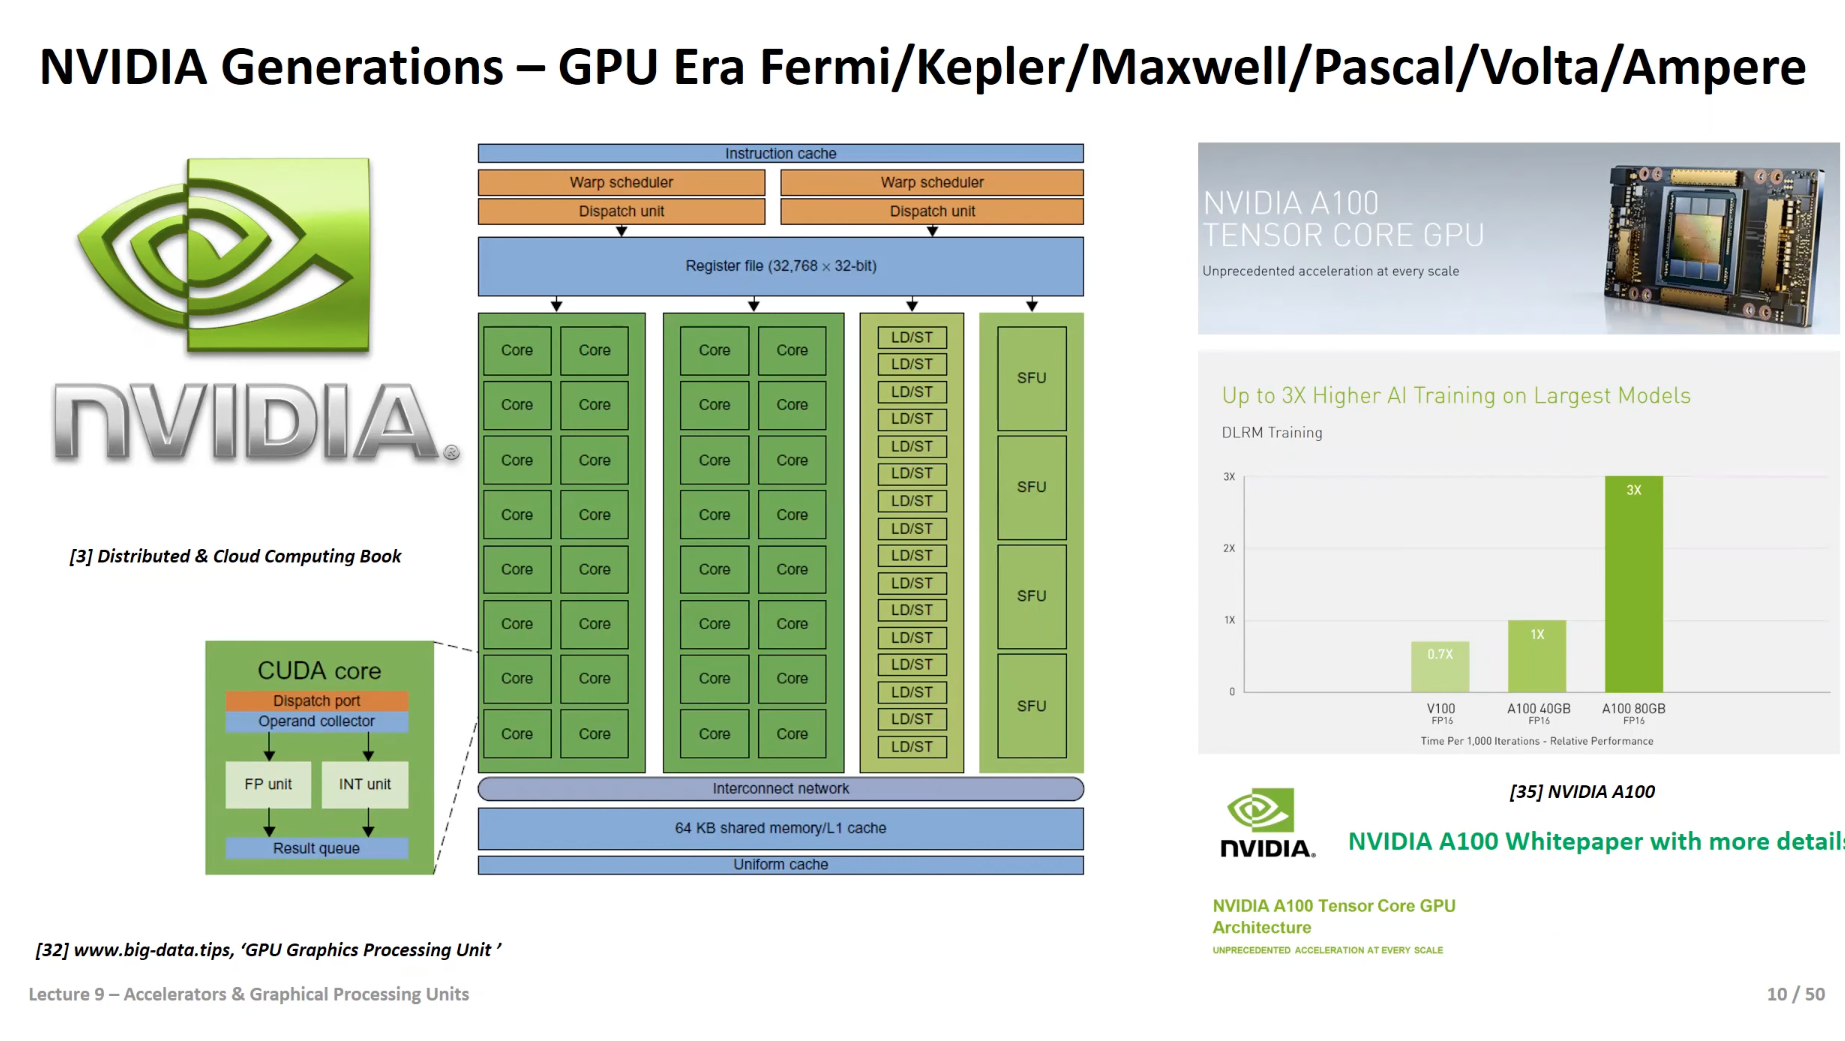 NVIDIA Generations – GPU Era Fermi/Kepler/Maxwell/Pascal/Volta/Ampere
NVIDIA®
[3] Distributed & Cloud Computing Book
CUDA core
Dispatch port
Operand collector
FP unit INT unit
Result queue
[32] www.big-data.tips, ‘GPU Graphics Processing Unit ’
Instruction cache
Warp scheduler Warp scheduler
Dispatch unit Dispatch unit
Register file (32,768 × 32-bit)
Core Core Core Core LD/ST
LD/ST
SFU
Core Core Core Core LD/ST
LD/ST
Core Core Core Core LD/ST
LD/ST
SFU
Core Core Core Core LD/ST
LD/ST
Core Core Core Core LD/ST
LD/ST
SFU
Core Core Core Core LD/ST
LD/ST
Core Core Core Core LD/ST
LD/ST
SFU
Core Core Core Core LD/ST
LD/ST
Interconnect network
64 KB shared memory/L1 cache
Uniform cache
NVIDIA A100
TENSOR CORE GPU
Unprecedented acceleration at every scale
Up to 3X Higher AI Training on Largest Models
DLRM Training
3X
3X
2X
1X
1X
0.7X
0
V100 A100 40GB A100 80GB
FP16 FP16 FP16
Time Per 1,000 Iterations - Relative Performance
[35] NVIDIA A100
NVIDIA.
NVIDIA A100 Whitepaper with more details
NVIDIA A100 Tensor Core GPU
Architecture
UNPRECEDENTED ACCELERATION AT EVERY SCALE
Lecture 9 – Accelerators & Graphical Processing Units
10 / 50